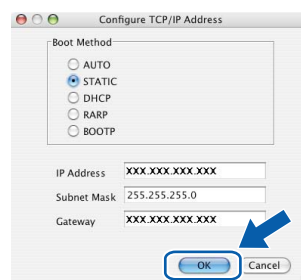 Configure TCP/IP Address
Boot Method
AUTO
STATIC
DHCP
RARP
BOOTP
IP Address XXX.XXX.XXX.XXX
Subnet Mask 255.255.255.0
Gateway XXX.XXX.XXX.XXX
OK Cancel